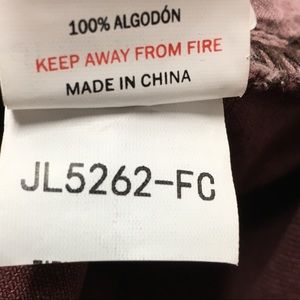 100% ALGODÓN
KEEP AWAY FROM FIRE
MADE IN CHINA
JL5262-FC